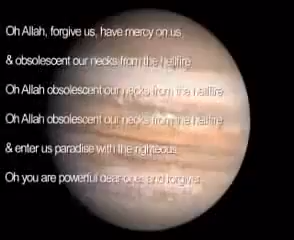 Oh Allah, forgive us, have mercy on us
& obsolescent our necks from the hellfire
Oh Allah obsolescent our necks from the hellfire
Oh Allah obsolescent our necks from the hellfire
& enter us paradise with the righteous
Oh you are powerful dear one, and forgiver